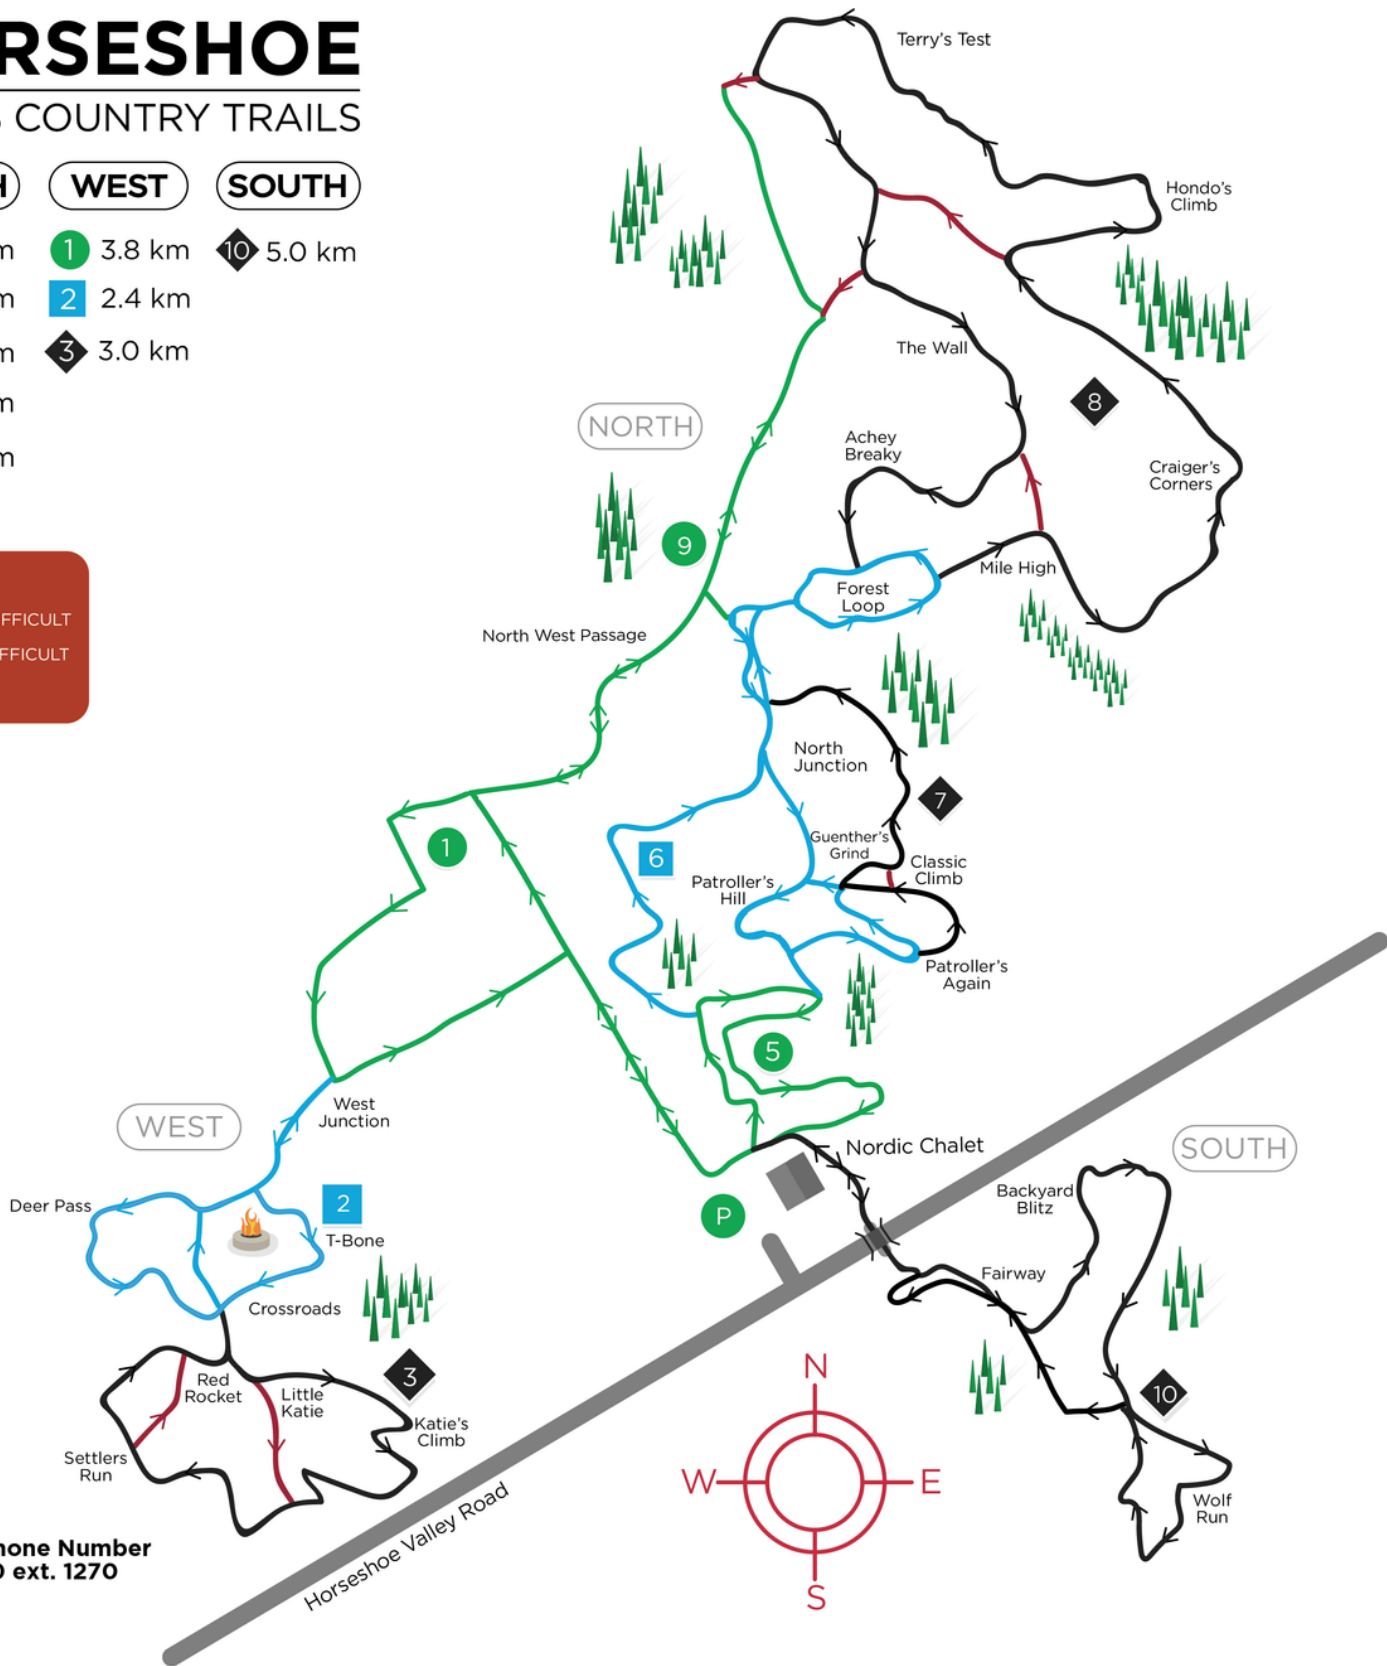 RSESHOE
COUNTRY TRAILS
WEST
SOUTH
m
1 3.8 km
10 5.0 km
m
2 2.4 km
m
3 3.0 km
m
m
FFICULT
FFICULT
Terry's Test
Hondo's
Climb
The Wall
8
NORTH
Achey
Breaky
Craiger's
Corners
9
Mile High
Forest
Loop
North West Passage
North
Junction
7
1
6
Guenther's
Grind
Classic
Climb
Patroller's
Hill
Patroller's
Again
5
West
Junction
WEST
Nordic Chalet
SOUTH
Deer Pass
2
T-Bone
P
Backyard
Blitz
Fairway
Crossroads
3
Red
Rocket
Little
Katie
Katie's
Climb
10
Settlers
Run
Wolf
Run
N
W
E
S
Horseshoe Valley Road
hone Number
0 ext. 1270